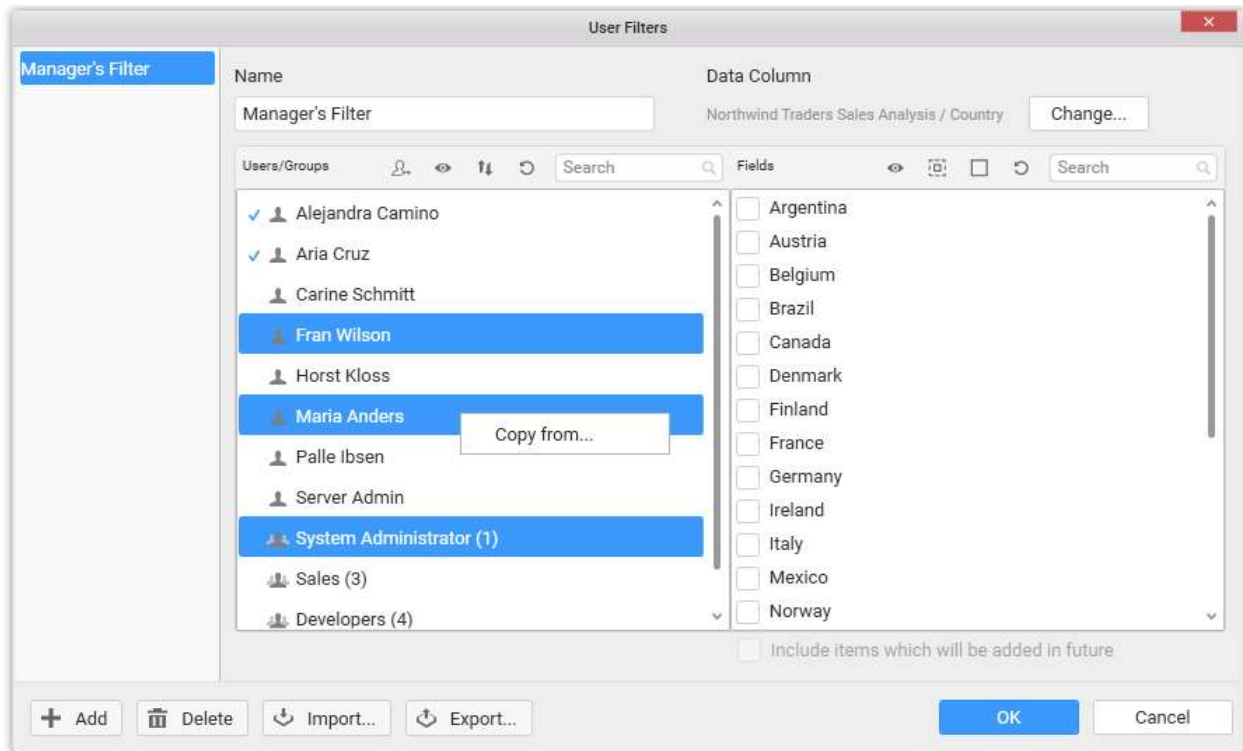 User Filters
Manager's Filter
Name
Data Column
Manager's Filter
Northwind Traders Sales Analysis / Country
Change...
Users/Groups
Search
Fields
Search
Alejandra Camino
Aria Cruz
Carine Schmitt
Fran Wilson
Horst Kloss
Maria Anders
Copy from...
Palle Ibsen
Server Admin
System Administrator (1)
Sales (3)
Developers (4)
Argentina
Austria
Belgium
Brazil
Canada
Denmark
Finland
France
Germany
Ireland
Italy
Mexico
Norway
Include items which will be added in future
Add
Delete
Import...
Export...
OK
Cancel